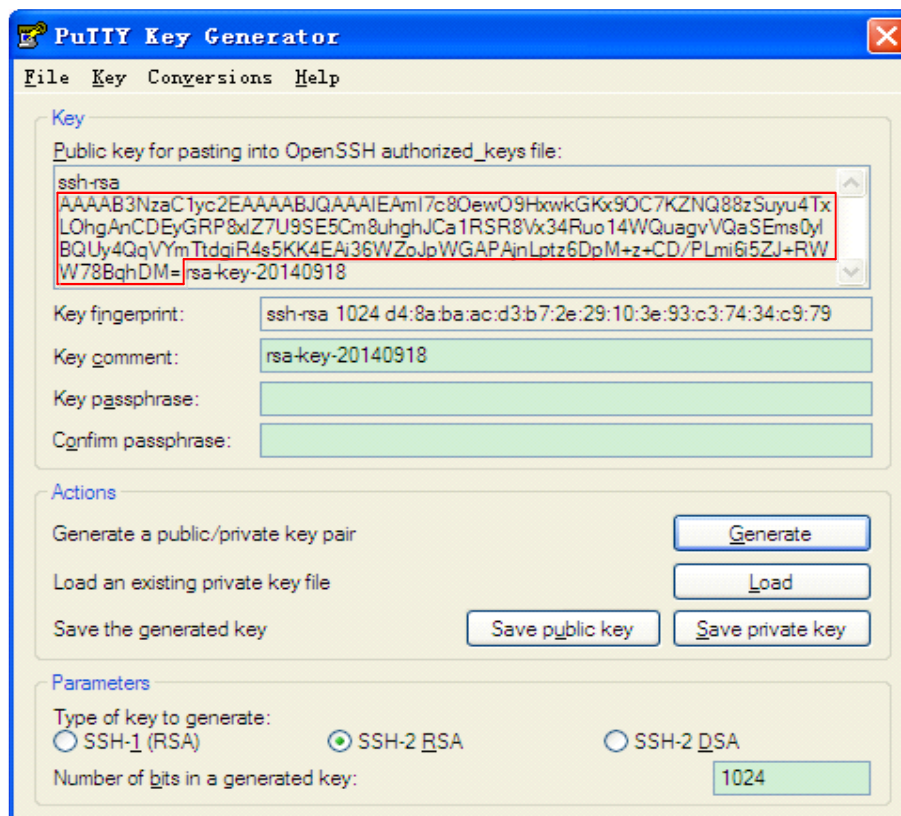 PuTTY Key Generator
File Key Conversions Help
Key
Public key for pasting into OpenSSH authorized_keys file:
ssh-rsa
AAAAB3NzaC1yc2EAAAABJQAAAIEAmI7c8OewO9HxwkGKx9OC7KZNQ88zSuyu4Tx
LOhgAnCDEyGRP8xIZ7U9SE5Cm8uhghJCa1RSR8Vx34Ruo14WQuagvVQaSEms0yI
BQUy4QqVYmTtdgiR4s5KK4EAi36WZoJpWGAPAjnLptz6DpM+z+CD/PLmi6i5ZJ+RW
W78BqhDM= rsa-key-20140918
Key fingerprint: ssh-rsa 1024 d4:8a:ba:ac:d3:b7:2e:29:10:3e:93:c3:74:34:c9:79
Key comment: rsa-key-20140918
Key passphrase:
Confirm passphrase:
Actions
Generate a public/private key pair Generate
Load an existing private key file Load
Save the generated key Save public key Save private key
Parameters
Type of key to generate:
SSH-1 (RSA) SSH-2 RSA SSH-2 DSA
Number of bits in a generated key: 1024